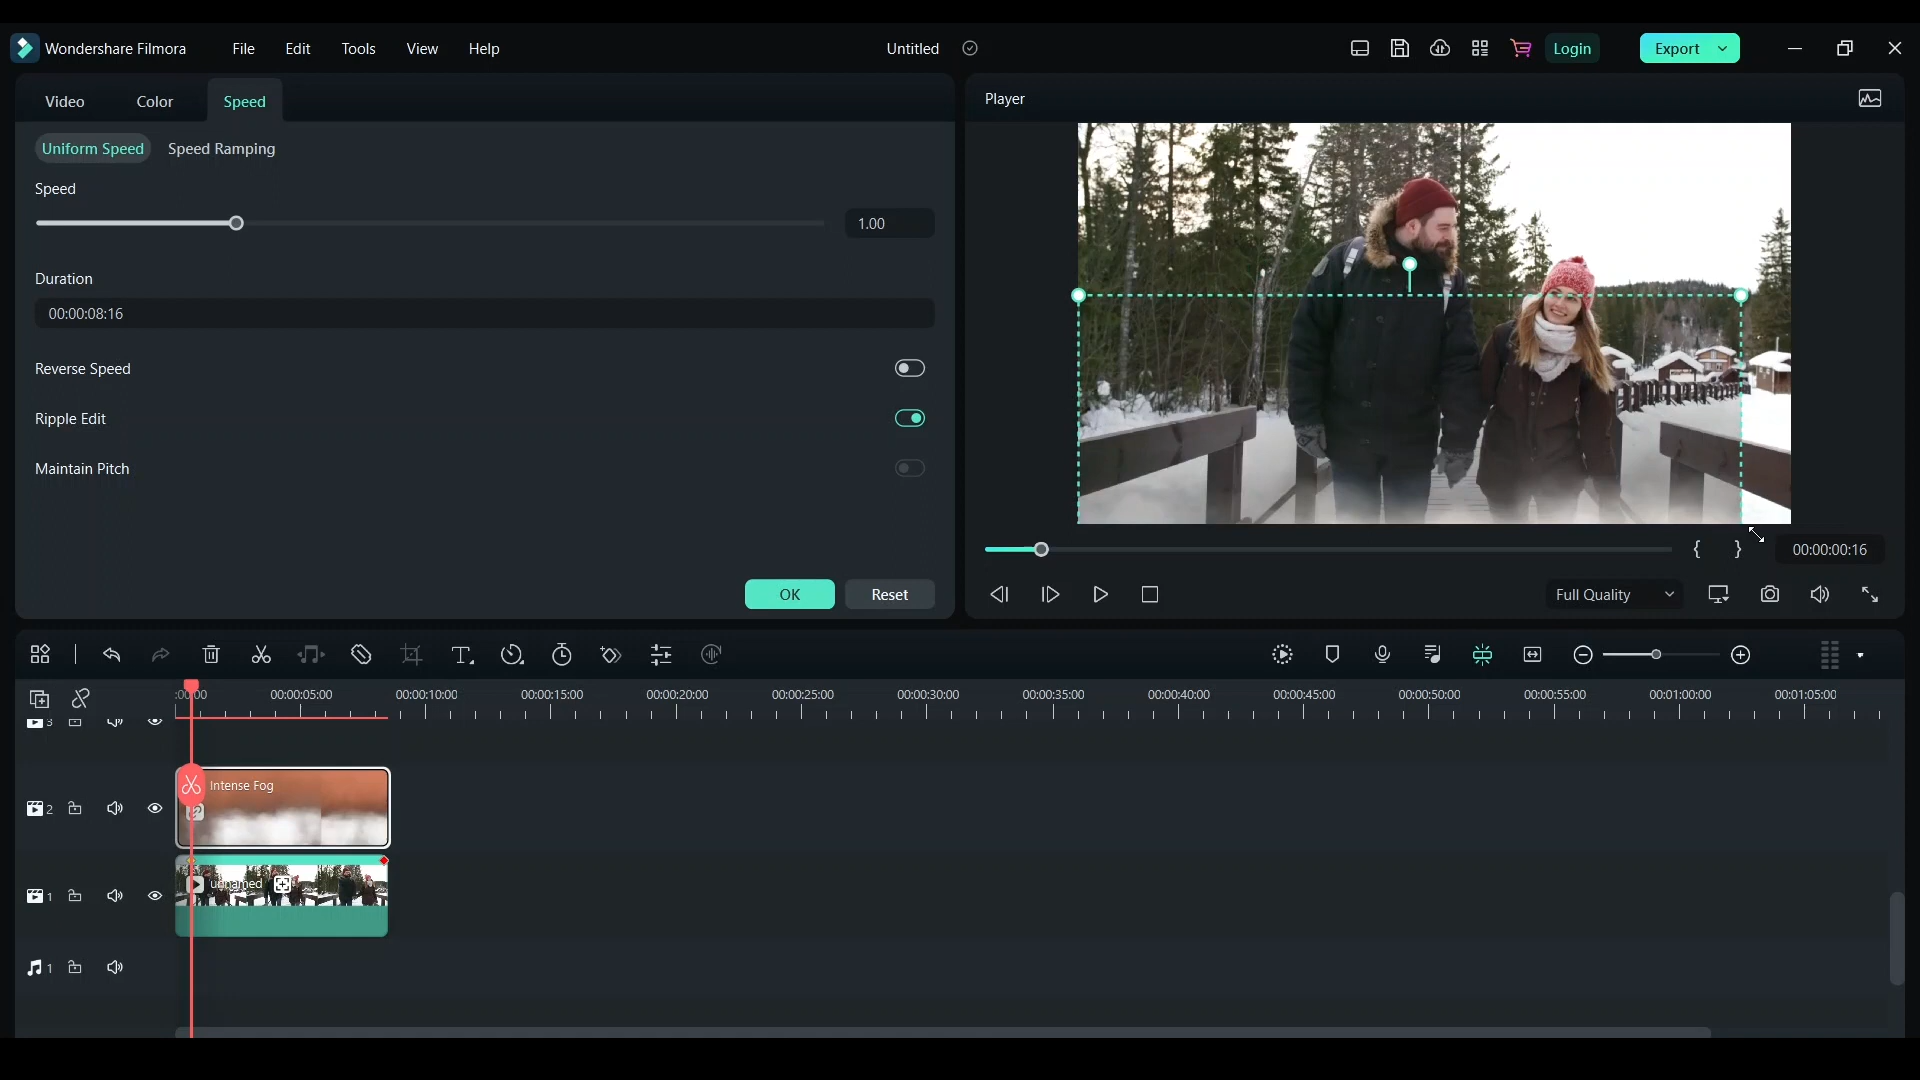 Wondershare Filmora File Edit Tools View Help Untitled Login Export
Video Color Speed
Player
Uniform Speed Speed Ramping
Speed
1.00
Duration
00:00:08:16
Reverse Speed
Ripple Edit
Maintain Pitch
OK Reset
{ } 00:00:00:16
Full Quality
:00:00 00:00:05:00 00:00:10:00 00:00:15:00 00:00:20:00 00:00:25:00 00:00:30:00 00:00:35:00 00:00:40:00 00:00:45:00 00:00:50:00 00:00:55:00 00:01:00:00 00:01:05:00
3
Intense Fog
2
unnamed
1
1